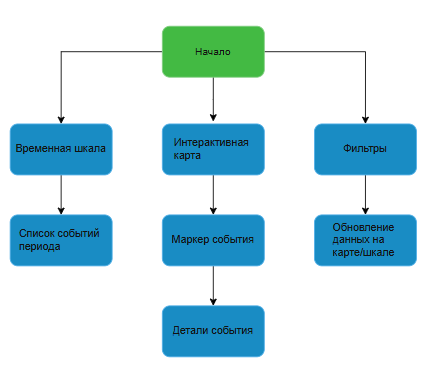 Начало
Временная шкала
Интерактивная
карта
Фильтры
Список событий
периода
Маркер события
Обновление
данных на
карте/шкале
Детали события